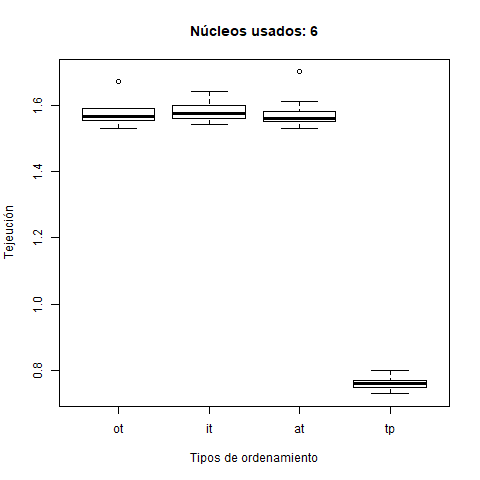 Núcleos usados: 6
Tejeución
1.6
1.4
1.2
1.0
0.8
ot it at tp
Tipos de ordenamiento